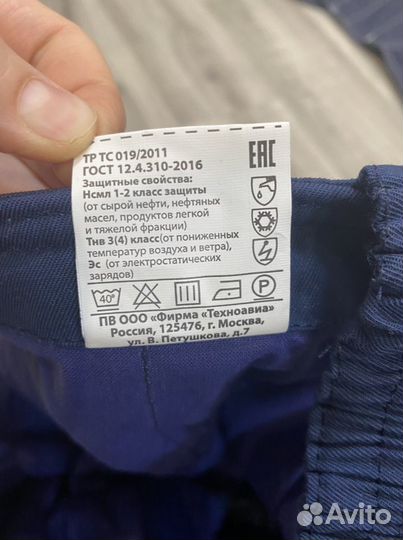 ТР ТС 019/2011
ГОСТ 12.4.310-2016
EAC
Защитные свойства:
Нсмл 1-2 класс защиты
(от сырой нефти, нефтяных
масел, продуктов легкой
и тяжелой фракции)
Тнв 3(4) класс (от пониженных
температур воздуха и ветра),
Эс (от электростатических
зарядов)
40° P
ПВ ООО «Фирма «Техноавиа»
Россия, 125476, г. Москва,
ул. В. Петушкова, д.7
Avito